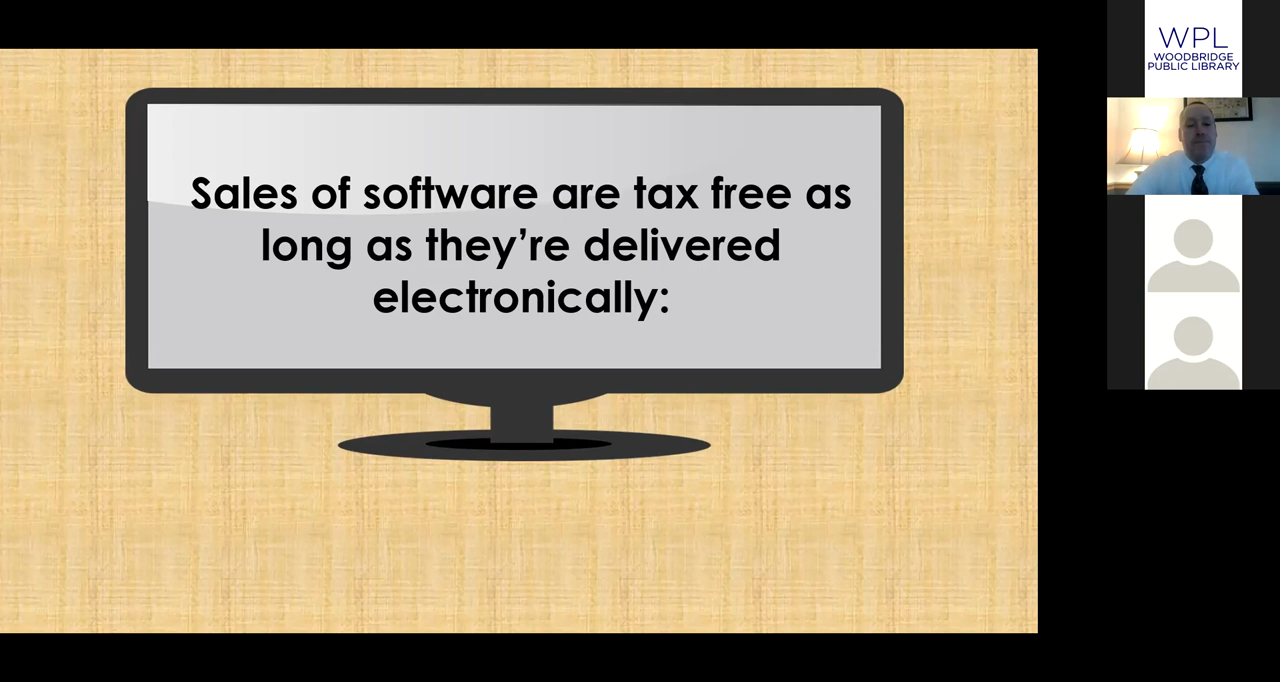 Sales of software are tax free as
long as they’re delivered
electronically:
WPL
WOODBRIDGE
PUBLIC LIBRARY